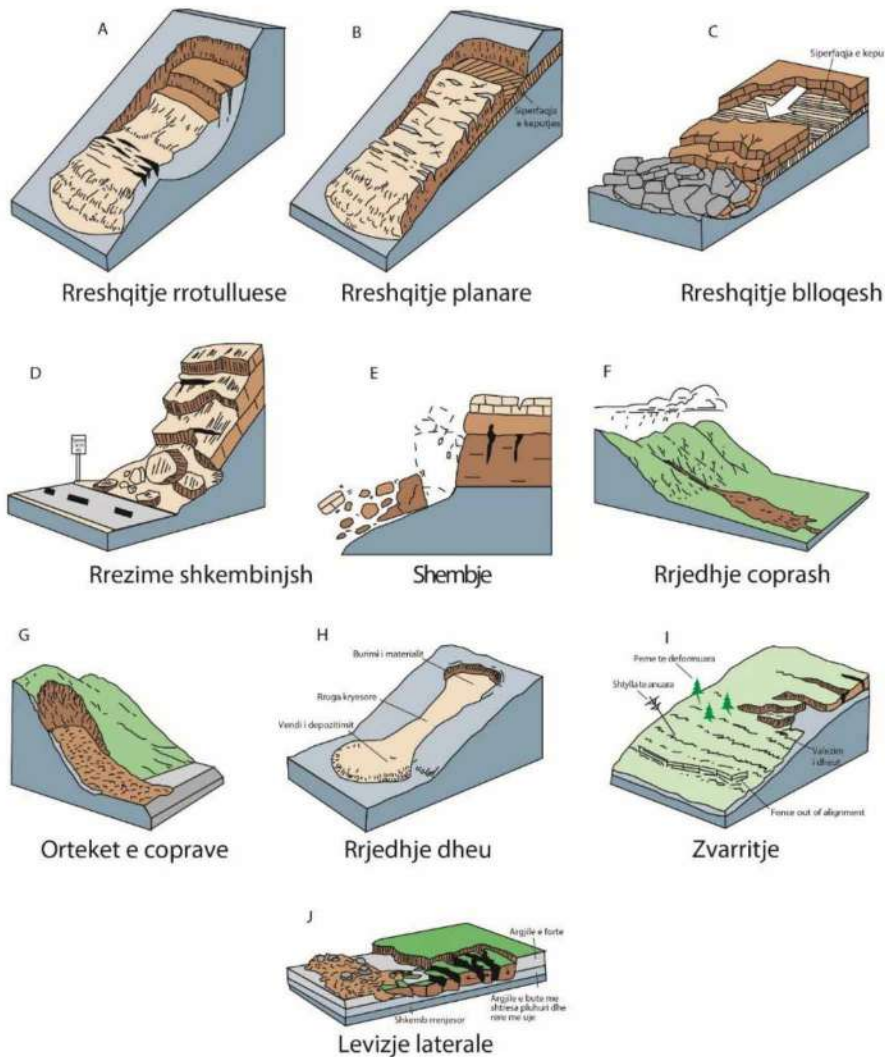 A
B
C
Siperfaqja e kepu
Siperfaqja
e keputjes
Rreshqitje rrotulluese
Rreshqitje planare
Rreshqitje blloqesh
D
E
F
Rrezime shkembinjsh
Shembje
Rrjedhje coprash
G
H
I
Burimi i materialit
Rruga kryesore
Vendi i depozitimit
Peme te deformuara
Shtylla te anuara
Valezim
i dheut
Fence out of alignment
Orteket e coprave
Rrjedhje dheu
Zvarritje
J
Argjile e forte
Argjile e bute me
shtresa pluhuri dhe
rere me uje
Shkemb rrenjesor
Levizje laterale